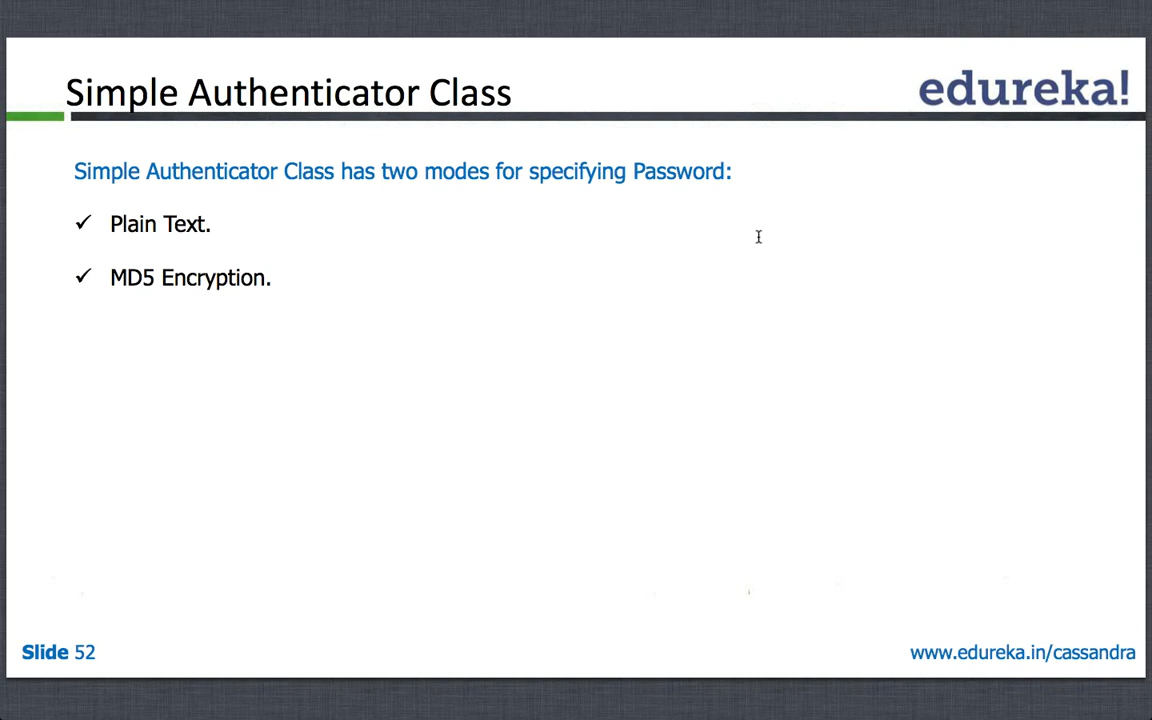 Simple Authenticator Class
edureka!
Simple Authenticator Class has two modes for specifying Password:
✓ Plain Text.
✓ MD5 Encryption.
Slide 52
www.edureka.in/cassandra